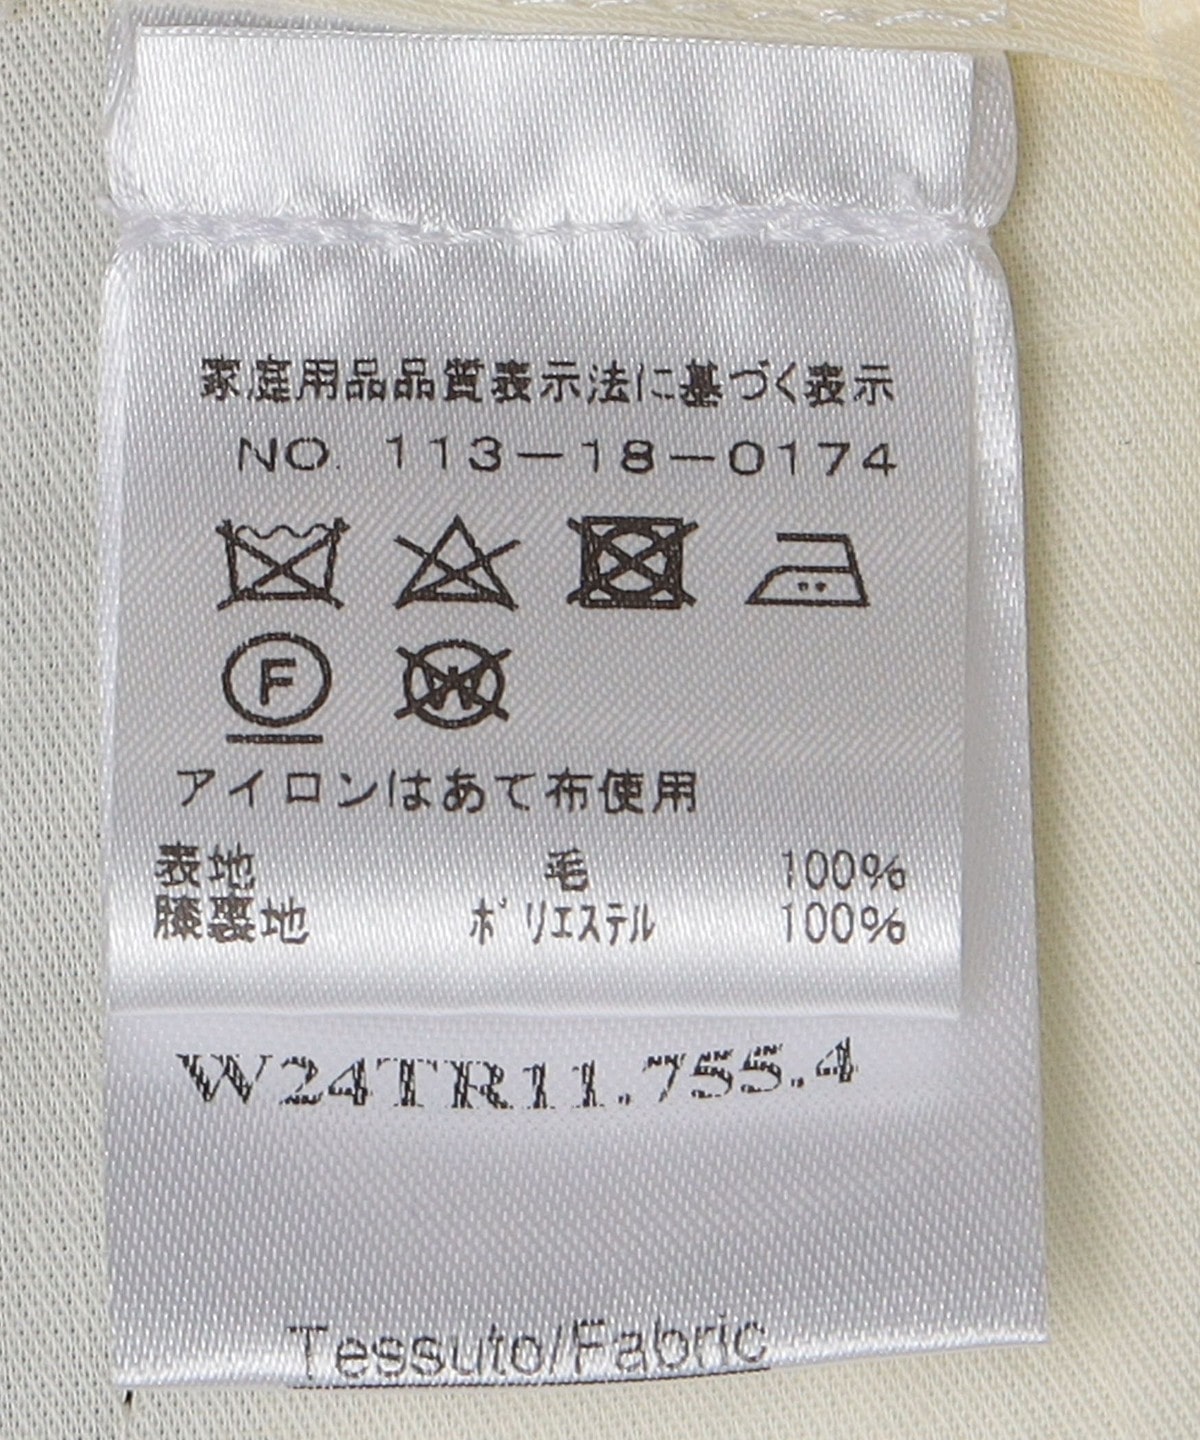 家庭用品品質表示法に基づく表示
NO. 113-18-0174
F W
アイロンはあて布使用
表地 毛 100%
膝裏地 ポリエステル 100%
W24TR11.755.4
Tessuto/Fabric